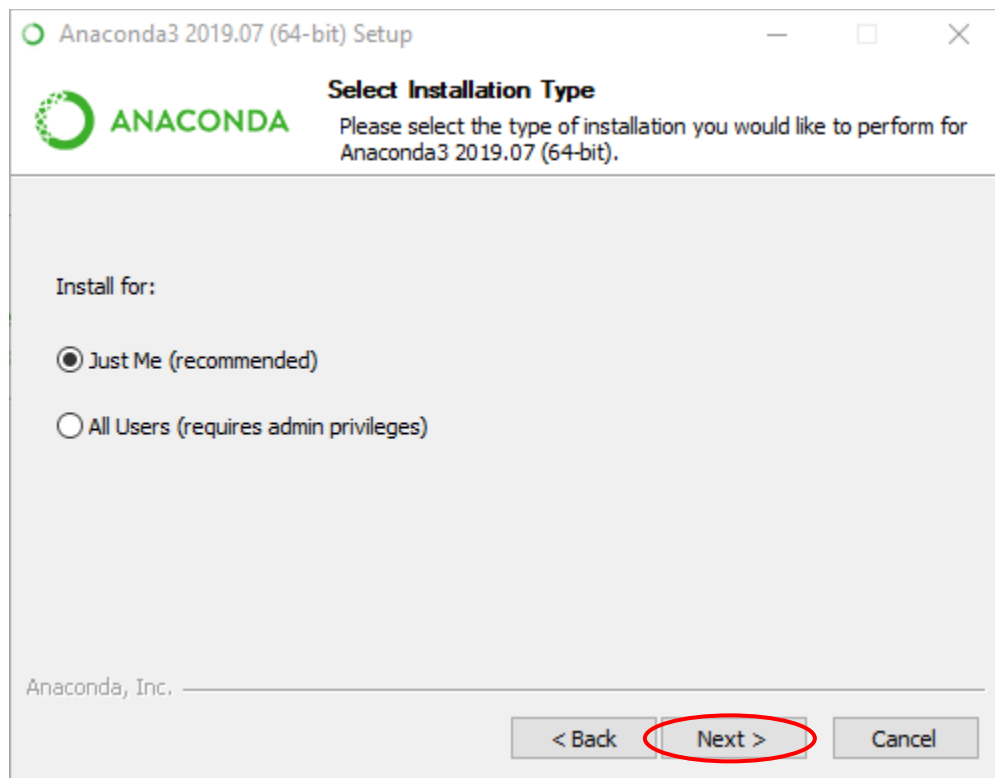 Anaconda3 2019.07 (64-bit) Setup
ANACONDA
Select Installation Type
Please select the type of installation you would like to perform for
Anaconda3 2019.07 (64-bit).
Install for:
Just Me (recommended)
All Users (requires admin privileges)
Anaconda, Inc.
< Back
Next >
Cancel